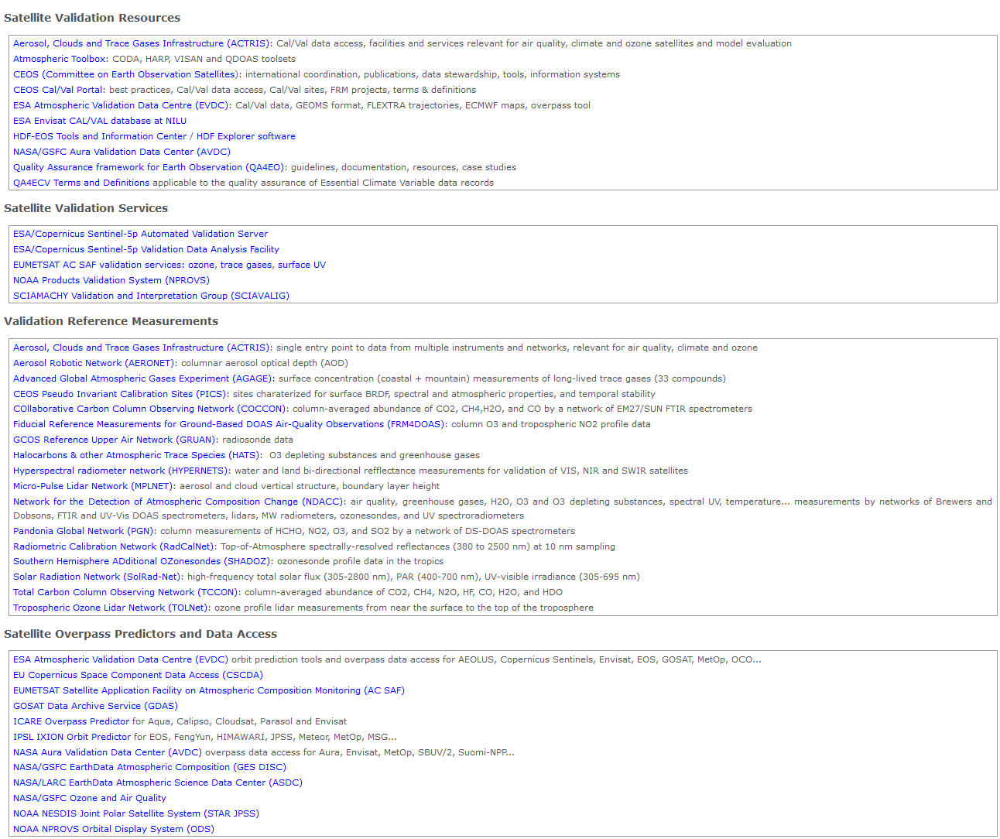 Satellite Validation Resources
Aerosol, Clouds and Trace Gases Infrastructure (ACTRIS): Cal/Val data access, facilities and services relevant for air quality, climate and ozone satellites and model evaluation
Atmospheric Toolbox: CODA, HARP, VISAN and QDOAS toolsets
CEOS (Committee on Earth Observation Satellites): international coordination, publications, data stewardship, tools, information systems
CEOS Cal/Val Portal: best practices, Cal/Val data access, Cal/Val sites, FRM projects, terms & definitions
ESA Atmospheric Validation Data Centre (EVDC): Cal/Val data, GEOMS format, FLEXTRA trajectories, ECMWF maps, overpass tool
ESA Envisat CAL/VAL database at NILU
HDF-EOS Tools and Information Center / HDF Explorer software
NASA/GSFC Aura Validation Data Center (AVDC)
Quality Assurance framework for Earth Observation (QA4EO): guidelines, documentation, resources, case studies
QA4ECV Terms and Definitions applicable to the quality assurance of Essential Climate Variable data records
Satellite Validation Services
ESA/Copernicus Sentinel-5p Automated Validation Server
ESA/Copernicus Sentinel-5p Validation Data Analysis Facility
EUMETSAT AC SAF validation services: ozone, trace gases, surface UV
NOAA Products Validation System (NPROVS)
SCIAMACHY Validation and Interpretation Group (SCIAVALIG)
Validation Reference Measurements
Aerosol, Clouds and Trace Gases Infrastructure (ACTRIS): single entry point to data from multiple instruments and networks, relevant for air quality, climate and ozone
Aerosol Robotic Network (AERONET): columnar aerosol optical depth (AOD)
Advanced Global Atmospheric Gases Experiment (AGAGE): surface concentration (coastal + mountain) measurements of long-lived trace gases (33 compounds)
CEOS Pseudo Invariant Calibration Sites (PICS): sites charaterized for surface BRDF, spectral and atmospheric properties, and temporal stability
COllaborative Carbon Column Observing Network (COCCON): column-averaged abundance of CO2, CH4,H2O, and CO by a network of EM27/SUN FTIR spectrometers
Fiducial Reference Measurements for Ground-Based DOAS Air-Quality Observations (FRM4DOAS): column O3 and tropospheric NO2 profile data
GCOS Reference Upper Air Network (GRUAN): radiosonde data
Halocarbons & other Atmospheric Trace Species (HATS):  O3 depleting substances and greenhouse gases
Hyperspectral radiometer network (HYPERNETS): water and land bi-directional refflectance measurements for validation of VIS, NIR and SWIR satellites
Micro-Pulse Lidar Network (MPLNET): aerosol and cloud vertical structure, boundary layer height
Network for the Detection of Atmospheric Composition Change (NDACC): air quality, greenhouse gases, H2O, O3 and O3 depleting substances, spectral UV, temperature... measurements by networks of Brewers and
Dobsons, FTIR and UV-Vis DOAS spectrometers, lidars, MW radiometers, ozonesondes, and UV spectroradiometers
Pandonia Global Network (PGN): column measurements of HCHO, NO2, O3, and SO2 by a network of DS-DOAS spectrometers
Radiometric Calibration Network (RadCalNet): Top-of-Atmosphere spectrally-resolved reflectances (380 to 2500 nm) at 10 nm sampling
Southern Hemisphere ADditional OZonesondes (SHADOZ): ozonesonde profile data in the tropics
Solar Radiation Network (SolRad-Net): high-frequency total solar flux (305-2800 nm), PAR (400-700 nm), UV-visible irradiance (305-695 nm)
Total Carbon Column Observing Network (TCCON): column-averaged abundance of CO2, CH4, N2O, HF, CO, H2O, and HDO
Tropospheric Ozone Lidar Network (TOLNet): ozone profile lidar measurements from near the surface to the top of the troposphere
Satellite Overpass Predictors and Data Access
ESA Atmospheric Validation Data Centre (EVDC) orbit prediction tools and overpass data access for AEOLUS, Copernicus Sentinels, Envisat, EOS, GOSAT, MetOp, OCO...
EU Copernicus Space Component Data Access (CSCDA)
EUMETSAT Satellite Application Facility on Atmospheric Composition Monitoring (AC SAF)
GOSAT Data Archive Service (GDAS)
ICARE Overpass Predictor for Aqua, Calipso, Cloudsat, Parasol and Envisat
IPSL IXION Orbit Predictor for EOS, FengYun, HIMAWARI, JPSS, Meteor, MetOp, MSG...
NASA Aura Validation Data Center (AVDC) overpass data access for Aura, Envisat, MetOp, SBUV/2, Suomi-NPP...
NASA/GSFC EarthData Atmospheric Composition (GES DISC)
NASA/LARC EarthData Atmospheric Science Data Center (ASDC)
NASA/GSFC Ozone and Air Quality
NOAA NESDIS Joint Polar Satellite System (STAR JPSS)
NOAA NPROVS Orbital Display System (ODS)